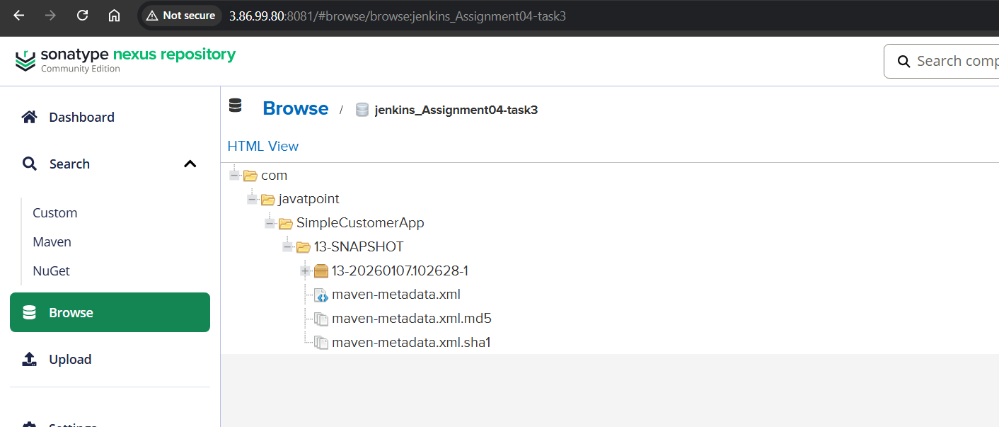 Not secure 3.86.99.80:8081/#browse/browse:jenkins_Assignment04-task3
sonatype nexus repository
Community Edition
Search comp
Dashboard
Search
Custom
Maven
NuGet
Browse
Upload
Settings
Browse / jenkins_Assignment04-task3
HTML View
com
javatpoint
SimpleCustomerApp
13-SNAPSHOT
13-20260107.102628-1
maven-metadata.xml
maven-metadata.xml.md5
maven-metadata.xml.sha1